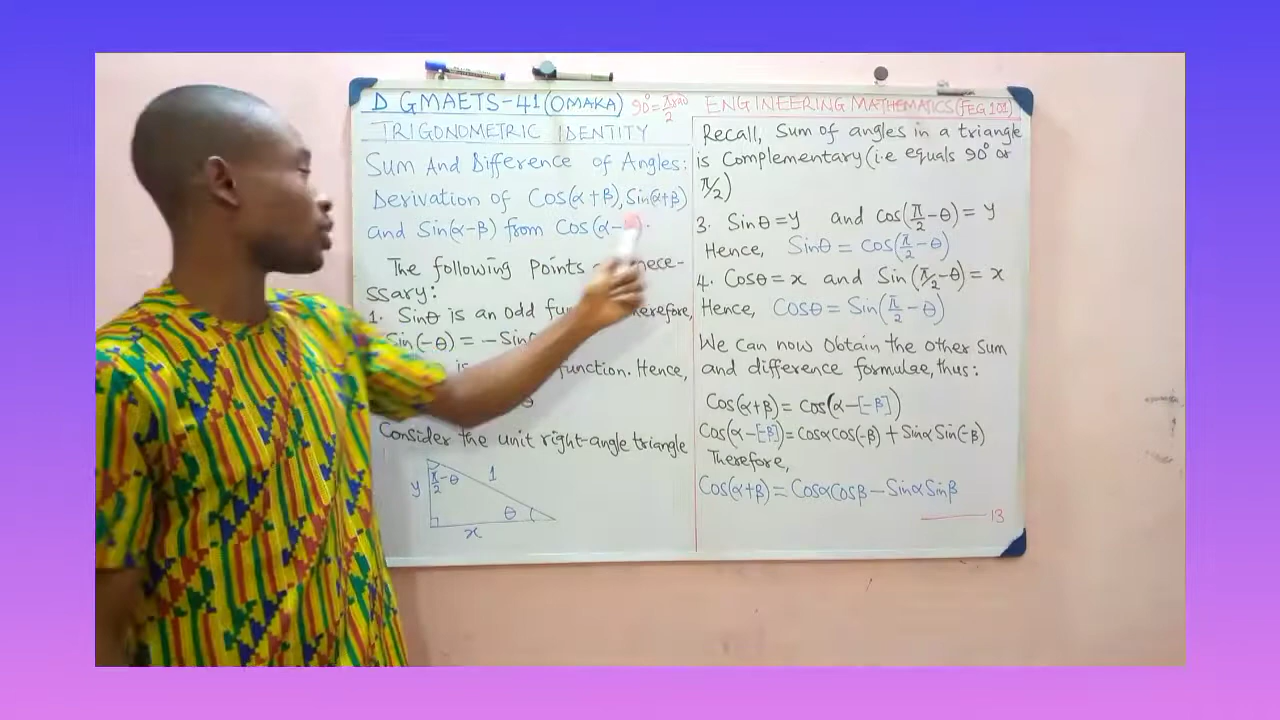 D GMAETS-41(OMAKA) 90°=πrad/2
TRIGONOMETRIC IDENTITY
Sum And Difference of Angles:
Derivation of Cos(α+β), Sin(α+β)
and Sin(α-β) from Cos(α-
The following points nece-
ssary:
1. Sinθ is an odd fun erefore,
Sin(-θ) = -Sin
is function. Hence,
θ
Consider the unit right-angle triangle
π/2-θ
1
y
θ
x
ENGINEERING MATHEMATICS(FEG 101)
Recall, Sum of angles in a triangle
is Complementary (i.e equals 90° or
π/2)
3. Sinθ = y and cos(π/2-θ) = y
Hence, Sinθ = cos(π/2-θ)
4. Cosθ = x and Sin(π/2-θ) = x
Hence, Cosθ = Sin(π/2-θ)
We can now obtain the other sum
and difference formulae, thus:
Cos(α+β) = Cos(α-[-β])
Cos(α-[-β]) = CosαCos(-β) + SinαSin(-β)
Therefore,
Cos(α+β) = CosαCosβ - SinαSinβ
13